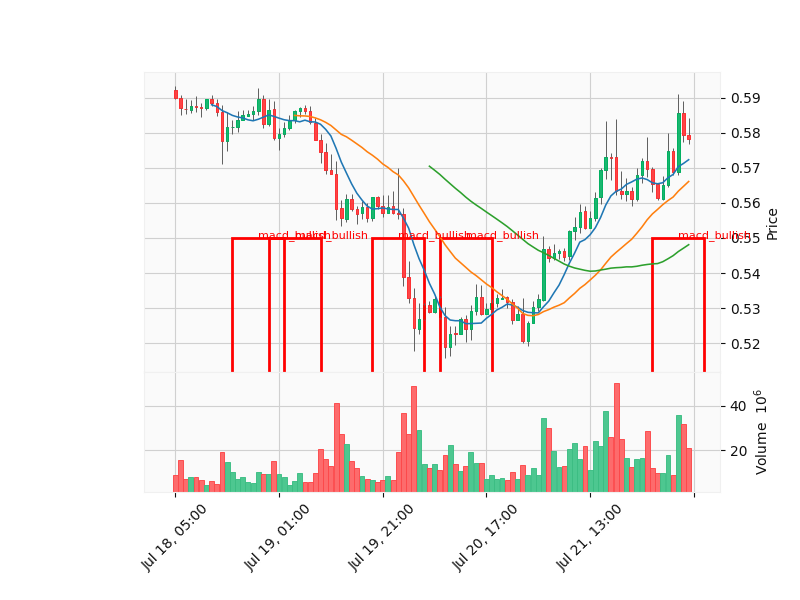 0.59
0.58
0.57
0.56
0.55
0.54
0.53
0.52
Price
macd_bullish
macd_bullish
macd_bullish
macd_bullish
macd_bullish
40
20
Volume 10^6
Jul 18, 05:00
Jul 19, 01:00
Jul 19, 21:00
Jul 20, 17:00
Jul 21, 13:00